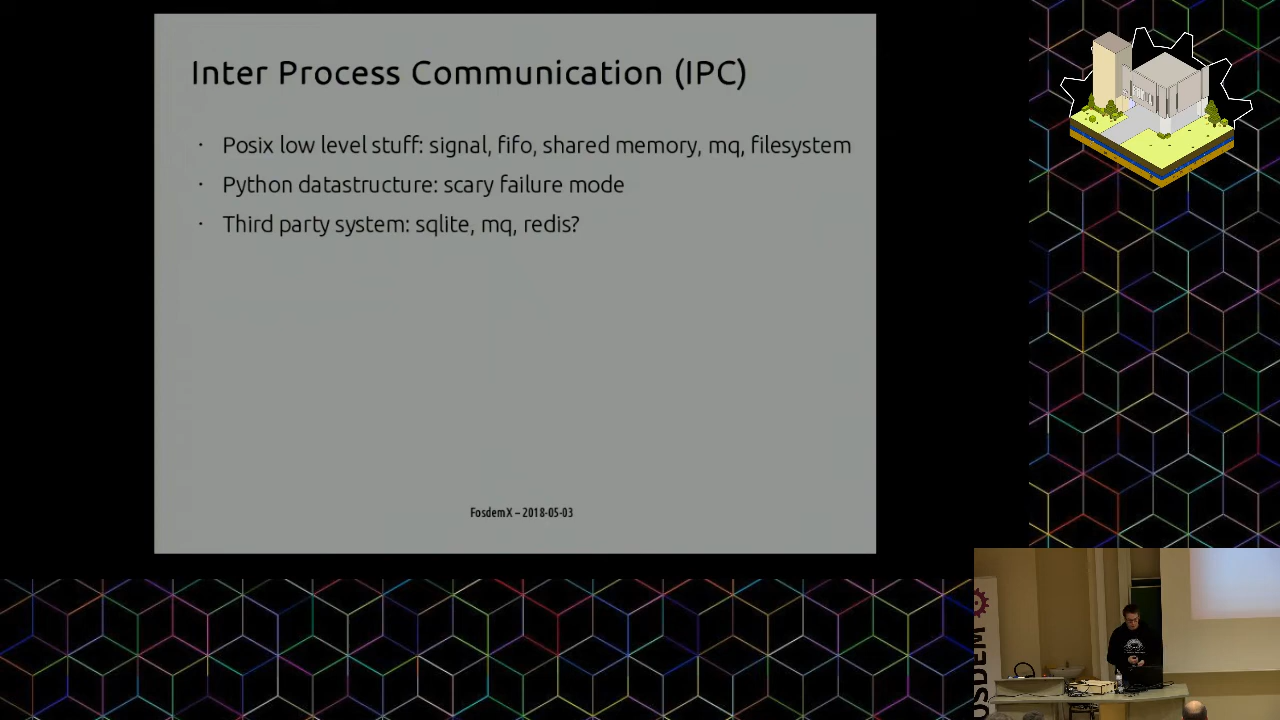 Inter Process Communication (IPC)
· Posix low level stuff: signal, fifo, shared memory, mq, filesystem
· Python datastructure: scary failure mode
· Third party system: sqlite, mq, redis?
FosdemX – 2018-05-03
OSDEM